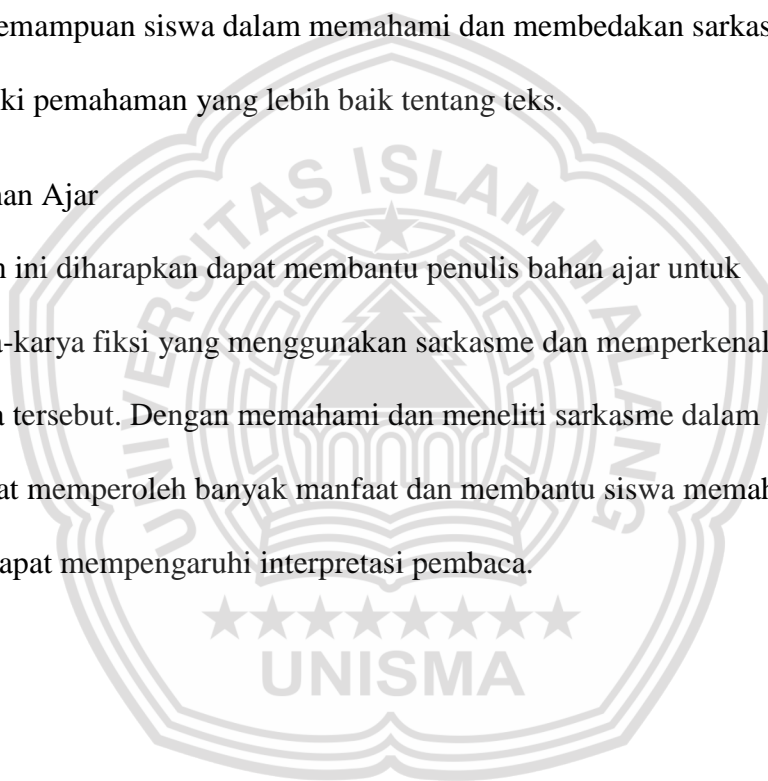 emampuan siswa dalam memahami dan membedakan sarkas
ki pemahaman yang lebih baik tentang teks.
an Ajar
n ini diharapkan dapat membantu penulis bahan ajar untuk
a-karya fiksi yang menggunakan sarkasme dan memperkenal
a tersebut. Dengan memahami dan meneliti sarkasme dalam
at memperoleh banyak manfaat dan membantu siswa memah
apat mempengaruhi interpretasi pembaca.
UNIVERSITAS ISLAM MALANG
UNISMA